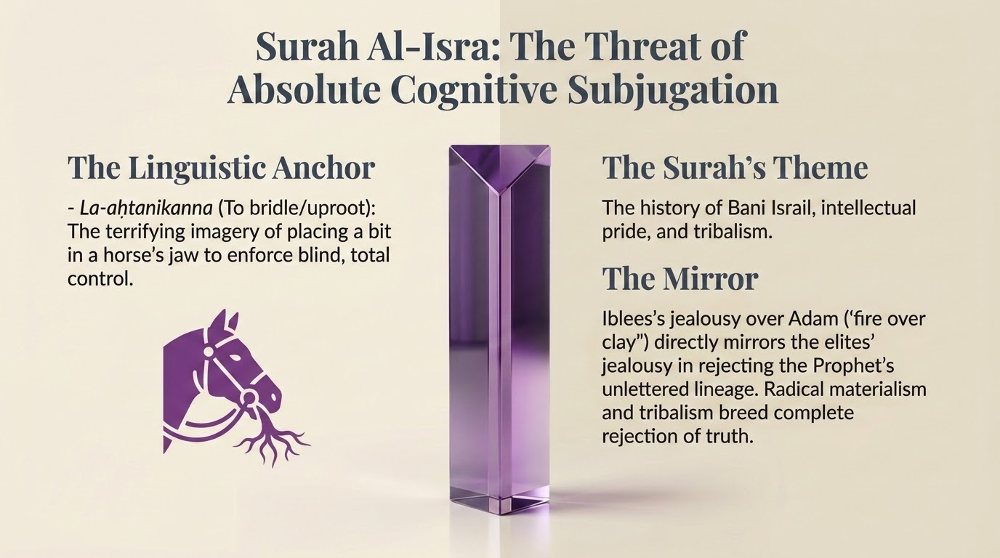 Surah Al-Isra: The Threat of
Absolute Cognitive Subjugation
The Linguistic Anchor
- La-aḥtanikanna (To bridle/uproot):
The terrifying imagery of placing a bit
in a horse's jaw to enforce blind, total
control.
The Surah's Theme
The history of Bani Israil, intellectual
pride, and tribalism.
The Mirror
Iblees's jealousy over Adam (‘fire over
clay”) directly mirrors the elites'
jealousy in rejecting the Prophet's
unlettered lineage. Radical materialism
and tribalism breed complete
rejection of truth.